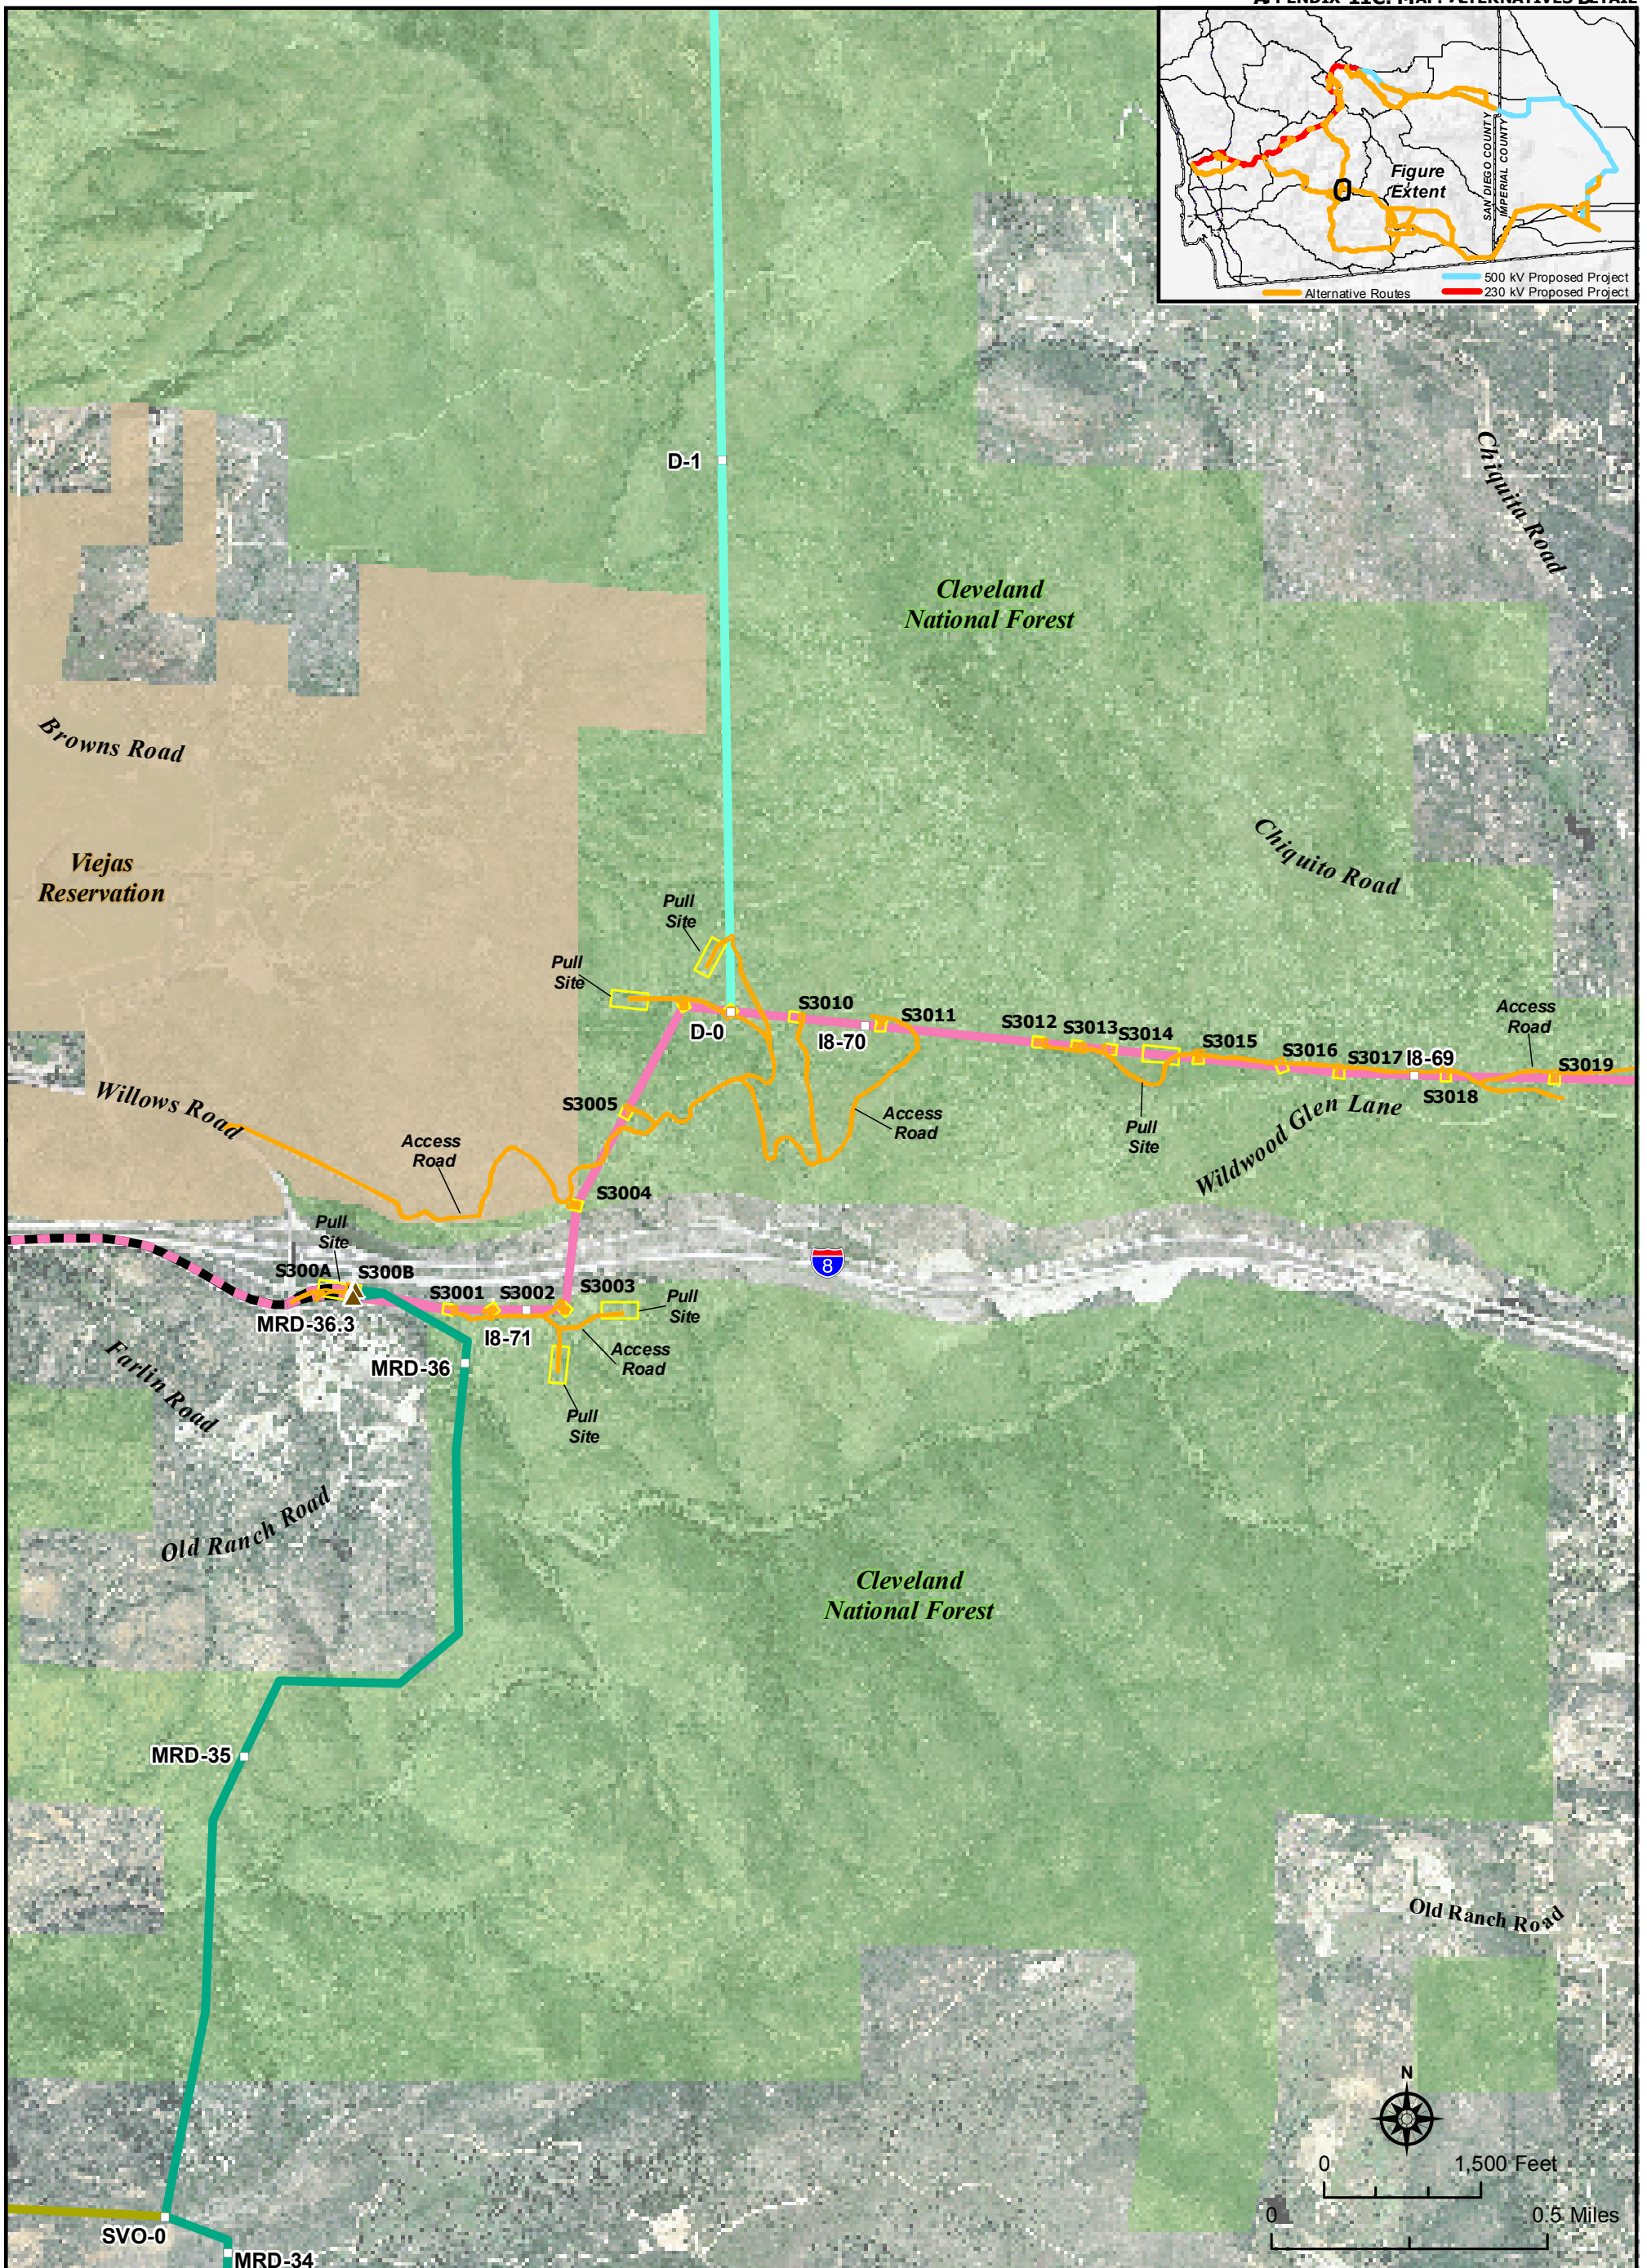 APPENDIX 11C. MAP: ALTERNATIVES DETAIL
SAN DIEGO COUNTY
IMPERIAL COUNTY
Figure
Extent
500 kV Proposed Project
Alternative Routes
230 kV Proposed Project
D-1
Chiquita Road
Cleveland
National Forest
Browns Road
Viejas
Reservation
Chiquito Road
Pull
Site
Pull
Site
S3010
S3011
D-0
I8-70
S3012
S3013
S3014
S3015
S3016
S3017
I8-69
Access
Road
S3019
S3018
Willows Road
S3005
Access
Road
Access
Road
Pull
Site
Wildwood Glen Lane
S3004
Pull
Site
8
S300A
S300B
S3001
S3002
S3003
Pull
Site
MRD-36.3
I8-71
Access
Road
MRD-36
Farlin Road
Pull
Site
Old Ranch Road
Cleveland
National Forest
MRD-35
Old Ranch Road
N
0 1,500 Feet
0 0.5 Miles
SVO-0
MRD-34